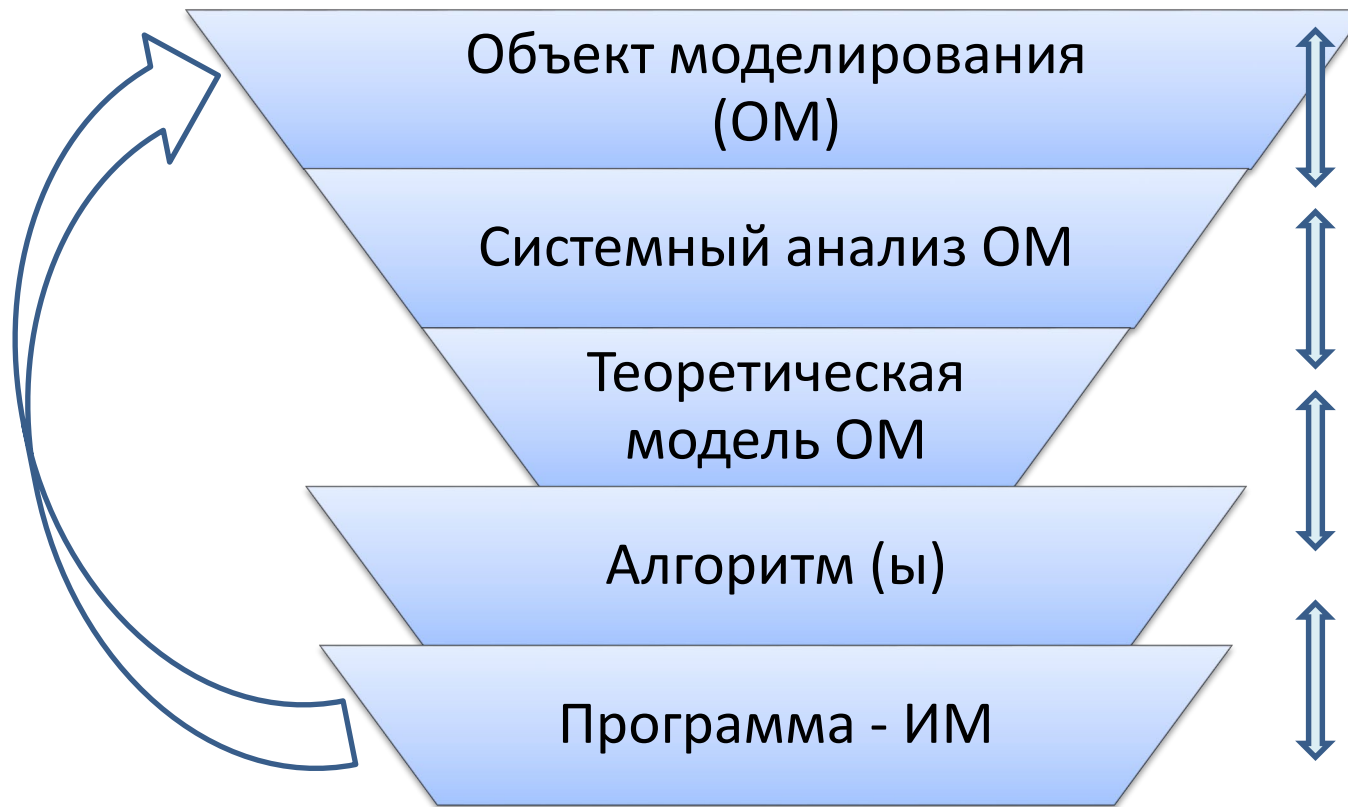 Объект моделирования
(ОМ)
Системный анализ ОМ
Теоретическая
модель ОМ
Алгоритм (ы)
Программа - ИМ